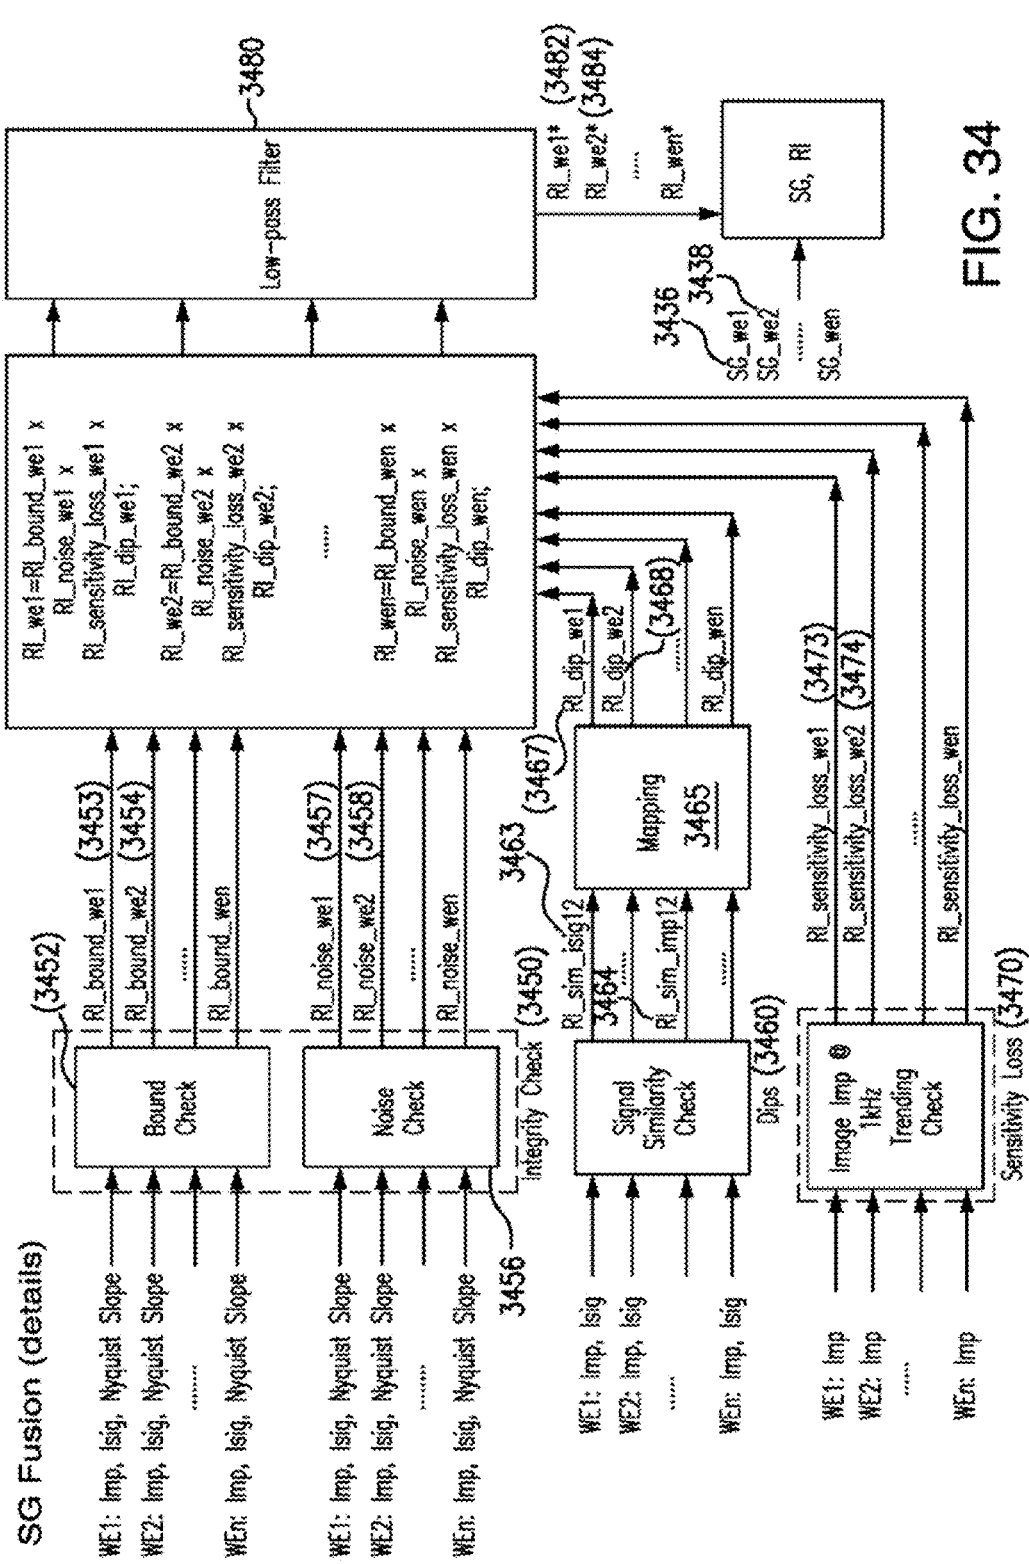 SG Fusion (details)
WE1: Imp, Isig, Nyquist Slope
WE2: Imp, Isig, Nyquist Slope
........
WEn: Imp, Isig, Nyquist Slope
WE1: Imp, Isig, Nyquist Slope
WE2: Imp, Isig, Nyquist Slope
........
WEn: Imp, Isig, Nyquist Slope
WE1: Imp, Isig
WE2: Imp, Isig
......
WEn: Imp, Isig
WE1: Imp
WE2: Imp
......
WEn: Imp
(3452)
Bound
Check
Noise
Check
3456
Integrity Check (3450)
Signal
Similarity
Check
Dips (3460)
Image Imp @
1kHz
Trending
Check
Sensitivity Loss (3470)
RI_bound_we1 (3453)
RI_bound_we2 (3454)
......
RI_bound_wen
RI_noise_we1 (3457)
RI_noise_we2 (3458)
......
RI_noise_wen
RI_sim_isig12
3463
3464 ......
RI_sim_imp12
......
Mapping
3465
(3467)
RI_dip_we1
RI_dip_we2
(3468)
......
RI_dip_wen
RI_sensitivity_loss_we1 (3473)
RI_sensitivity_loss_we2 (3474)
......
RI_sensitivity_loss_wen
RI_we1=RI_bound_we1 x
RI_noise_we1 x
RI_sensitivity_loss_we1 x
RI_dip_we1;
RI_we2=RI_bound_we2 x
RI_noise_we2 x
RI_sensitivity_loss_we2 x
RI_dip_we2;
......
RI_wen=RI_bound_wen x
RI_noise_wen x
RI_sensitivity_loss_wen x
RI_dip_wen;
Low-pass Filter
3480
RI_we1* (3482)
RI_we2* (3484)
......
RI_wen*
3436
3438
SG_we1
SG_we2
......
SG_wen
SG, RI
FIG. 34